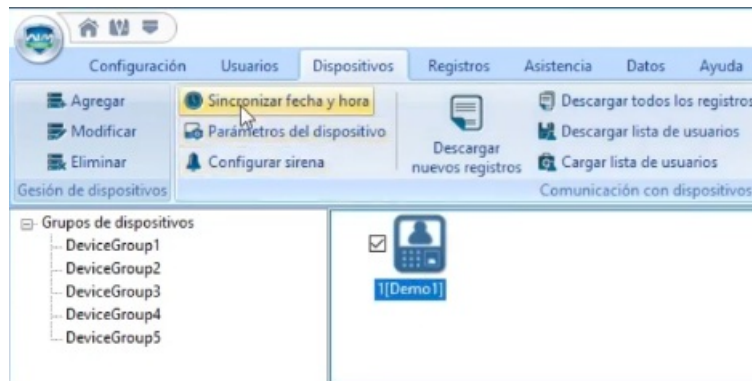 Configuración Usuarios Dispositivos Registros Asistencia Datos Ayuda
Agregar
Modificar
Eliminar
Gestión de dispositivos
Sincronizar fecha y hora
Parámetros del dispositivo
Configurar sirena
Descargar
nuevos registros
Descargar todos los registros
Descargar lista de usuarios
Cargar lista de usuarios
Comunicación con dispositivos
Grupos de dispositivos
DeviceGroup1
DeviceGroup2
DeviceGroup3
DeviceGroup4
DeviceGroup5
1[Demo1]